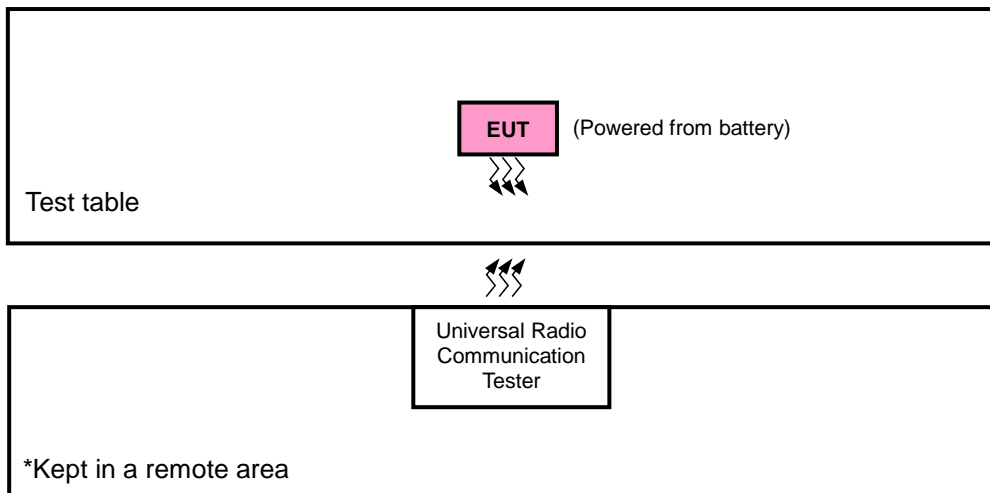 EUT
(Powered from battery)
Test table
Universal Radio
Communication
Tester
*Kept in a remote area